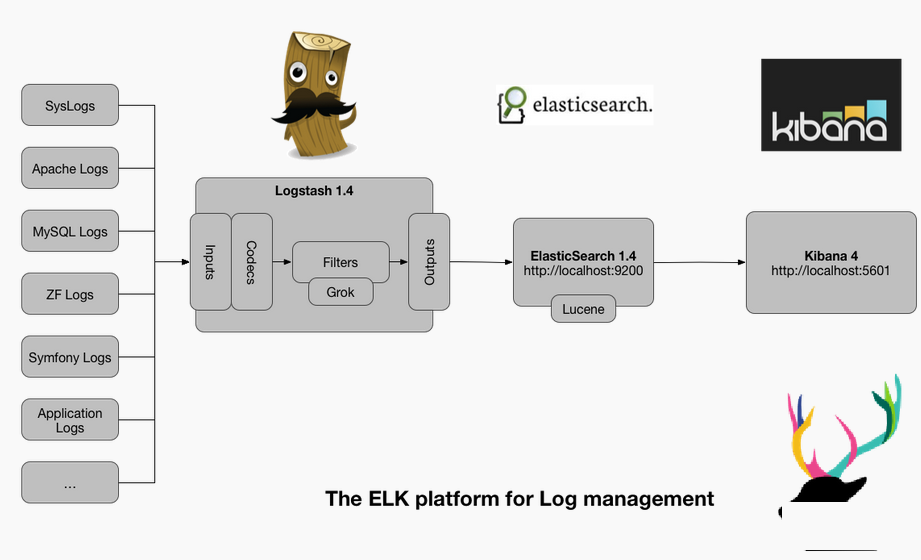 elasticsearch.
kibana
SysLogs
Apache Logs
MySQL Logs
ZF Logs
Symfony Logs
Application
Logs
...
Logstash 1.4
Inputs
Codecs
Filters
Grok
Outputs
ElasticSearch 1.4
http://localhost:9200
Lucene
Kibana 4
http://localhost:5601
The ELK platform for Log management